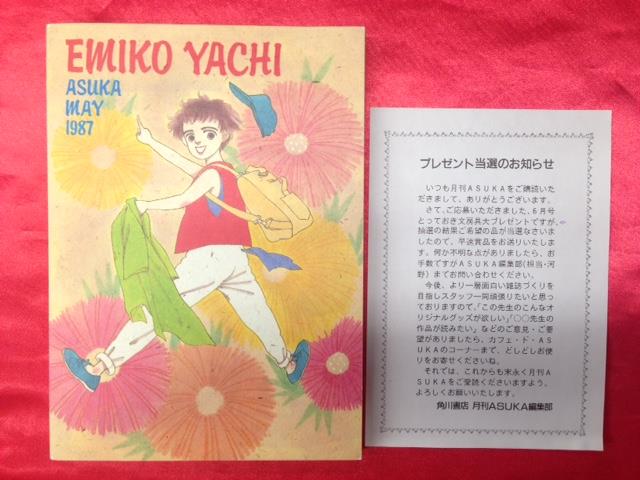 EMIKO YACHI
ASUKA
MAY
1987
プレゼント当選のお知らせ
いつも月刊ASUKAをご購読いた
だきまして、ありがとうございます。
さて、ご応募いただきました、6月号
とっておき文房具大プレゼントですが、
抽選の結果ご希望の品が当選なさいま
したので、早速賞品をお送りいたしま
す。何か不明な点がありましたら、お
手数ですがASUKA編集部(担当・河
野)までお問い合わせください。
今後、より一層面白い雑誌づくりを
目指しスタッフ一同頑張りたいと思っ
ておりますので、「この先生のこんなオ
リジナルグッズが欲しい」「○○先生の
作品が読みたい」などのご意見・ご要
望がありましたら、カフェ・ド・AS
UKAのコーナーまで、どしどしお便
りをお寄せくださいね。
それでは、これからも末永く月刊A
SUKAをご愛読くださいますよう、
よろしくお願いいたします。
角川書店 月刊ASUKA編集部